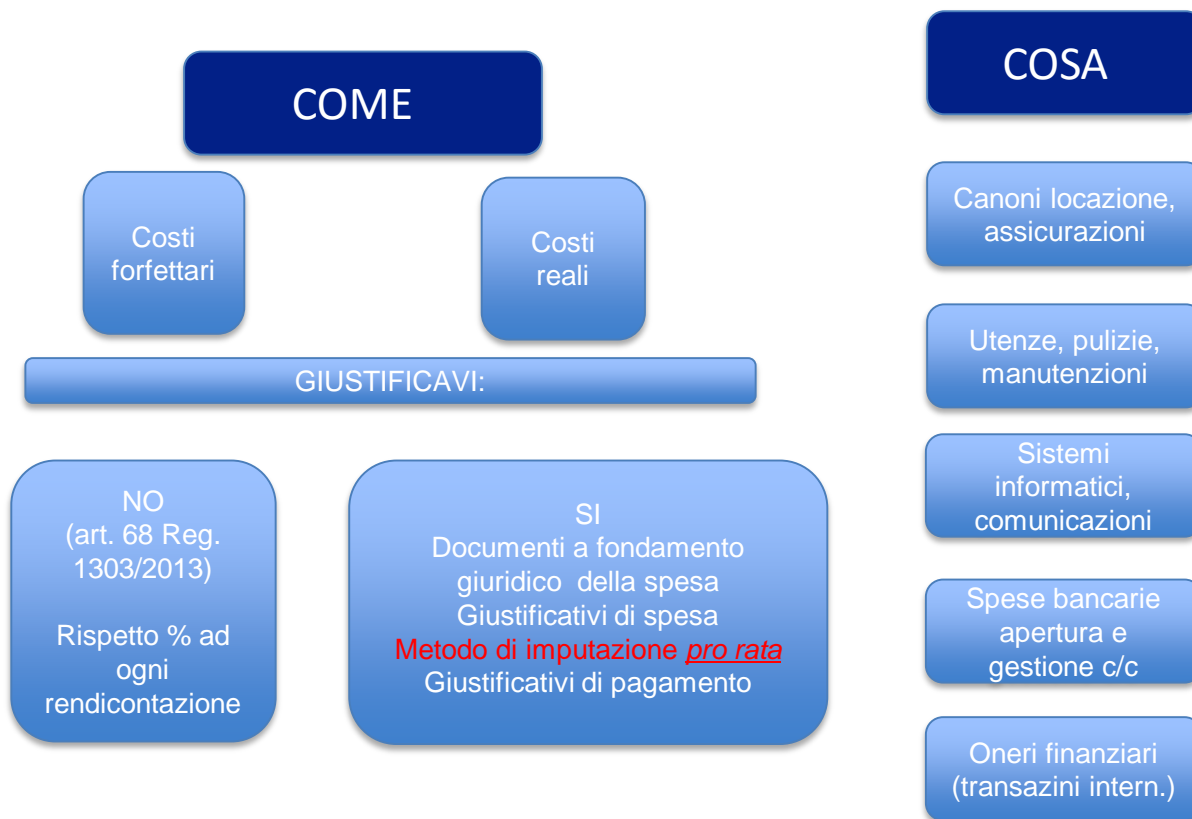 COME
Costi
forfettari
Costi
reali
GIUSTIFICAVI:
NO
(art. 68 Reg.
1303/2013)
Rispetto % ad
ogni
rendicontazione
SI
Documenti a fondamento
giuridico della spesa
Giustificativi di spesa
Metodo di imputazione pro rata
Giustificativi di pagamento
COSA
Canoni locazione,
assicurazioni
Utenze, pulizie,
manutenzioni
Sistemi
informatici,
comunicazioni
Spese bancarie
apertura e
gestione c/c
Oneri finanziari
(transazini intern.)